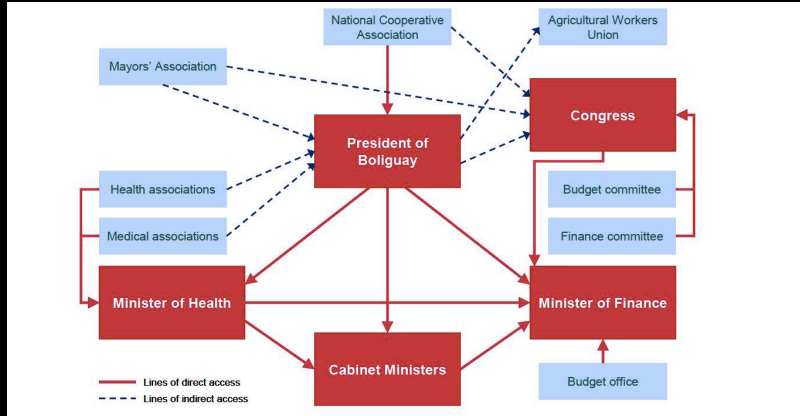 National Cooperative
Association
Agricultural Workers
Union
Mayors' Association
Congress
President of
Boliguay
Health associations
Budget committee
Medical associations
Finance committee
Minister of Health
Minister of Finance
Cabinet Ministers
Budget office
Lines of direct access
Lines of indirect access